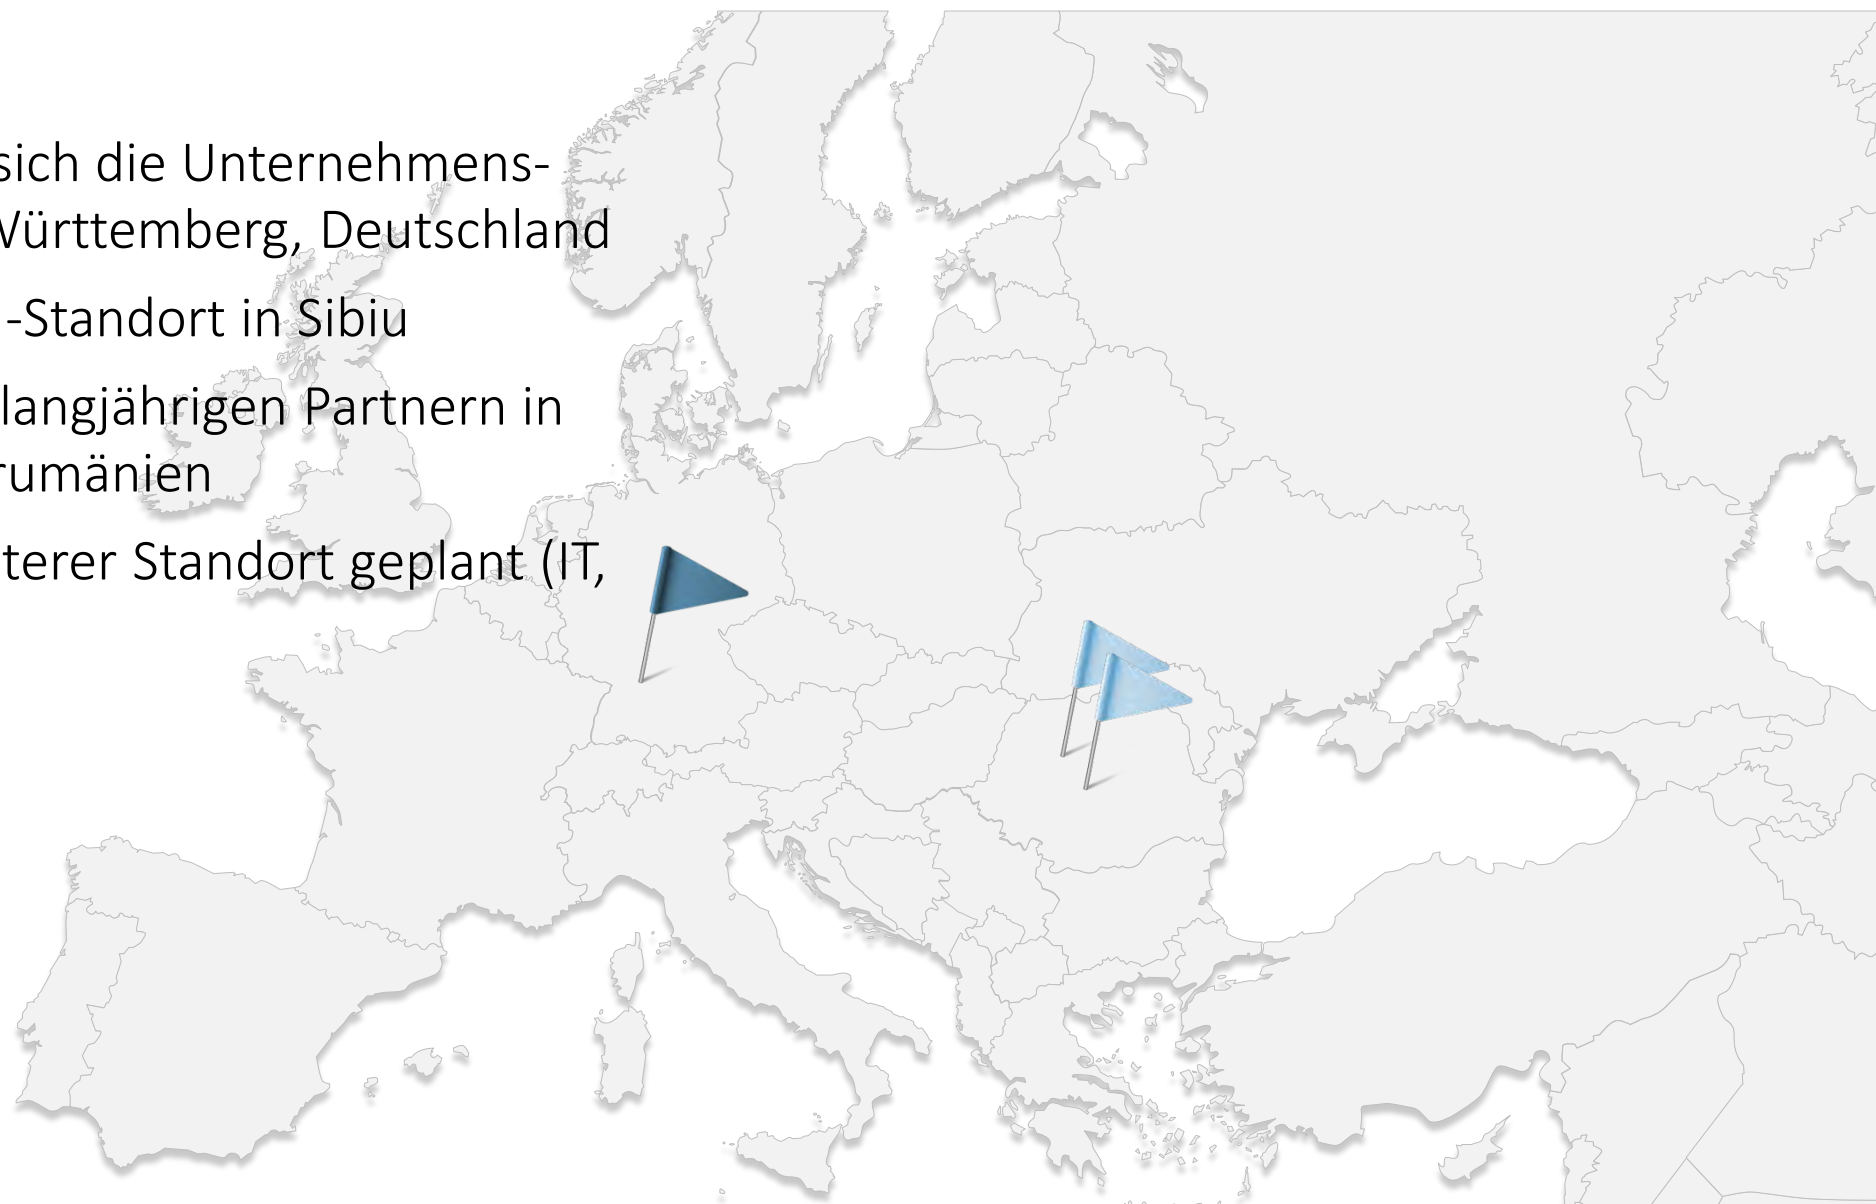 sich die Unternehmens-
Württemberg, Deutschland
-Standort in Sibiu
langjährigen Partnern in
rumänien
terer Standort geplant (IT,